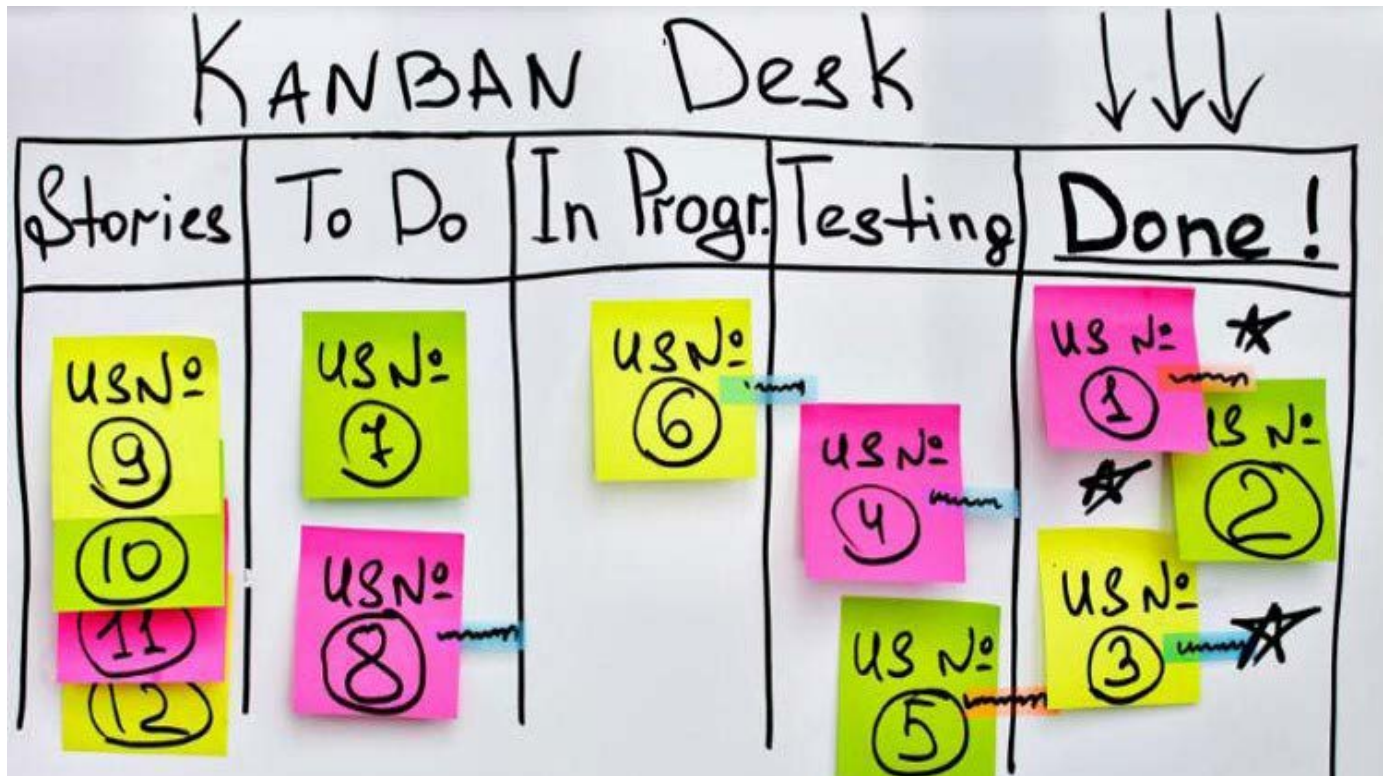 KANBAN Desk
Stories
To Do
In Progr.
Testing
Done!
US №
9
10
11
12
US №
7
US №
8
US №
6
US №
4
US №
5
US №
1
US №
2
US №
3